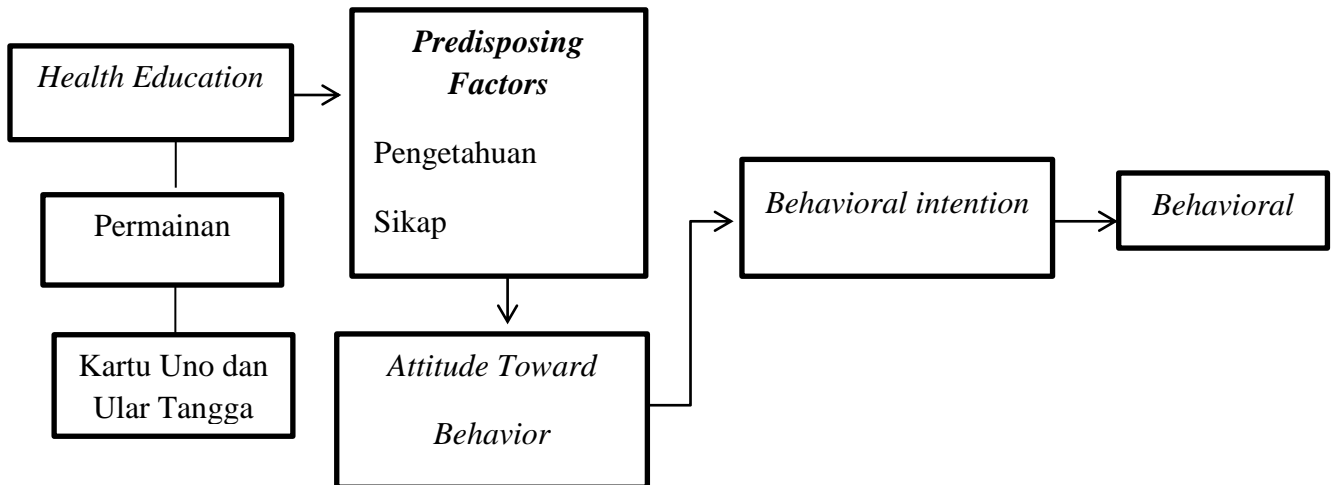 Health Education
Permainan
Kartu Uno dan
Ular Tangga
Predisposing
Factors
Pengetahuan
Sikap
Attitude Toward
Behavior
Behavioral intention
Behavioral